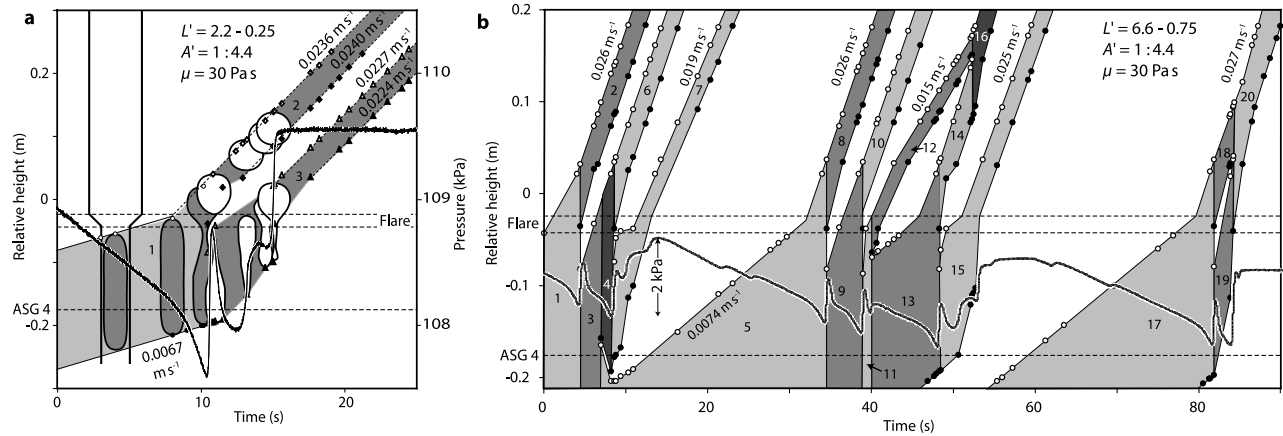 a
L' = 2.2 - 0.25
A' = 1 : 4.4
μ = 30 Pa s
0.0236 m s⁻¹
0.0240 m s⁻¹
0.0227 m s⁻¹
0.0224 m s⁻¹
0.2
0.1
0
-0.2
Relative height (m)
ASG 4
Flare
1
2
3
0.0067
m s⁻¹
110
109
108
Pressure (kPa)
0
10
20
Time (s)
b
L' = 6.6 - 0.75
A' = 1 : 4.4
μ = 30 Pa s
0.2
0.1
0
-0.1
-0.2
Relative height (m)
Flare
ASG 4
0.026 m s⁻¹
0.019 m s⁻¹
0.026 m s⁻¹
0.015 m s⁻¹
0.025 m s⁻¹
0.027 m s⁻¹
0.0074 m s⁻¹
2 kPa
1
2
3
4
5
6
7
8
9
10
11
12
13
14
15
16
17
18
19
20
0
20
40
60
80
Time (s)